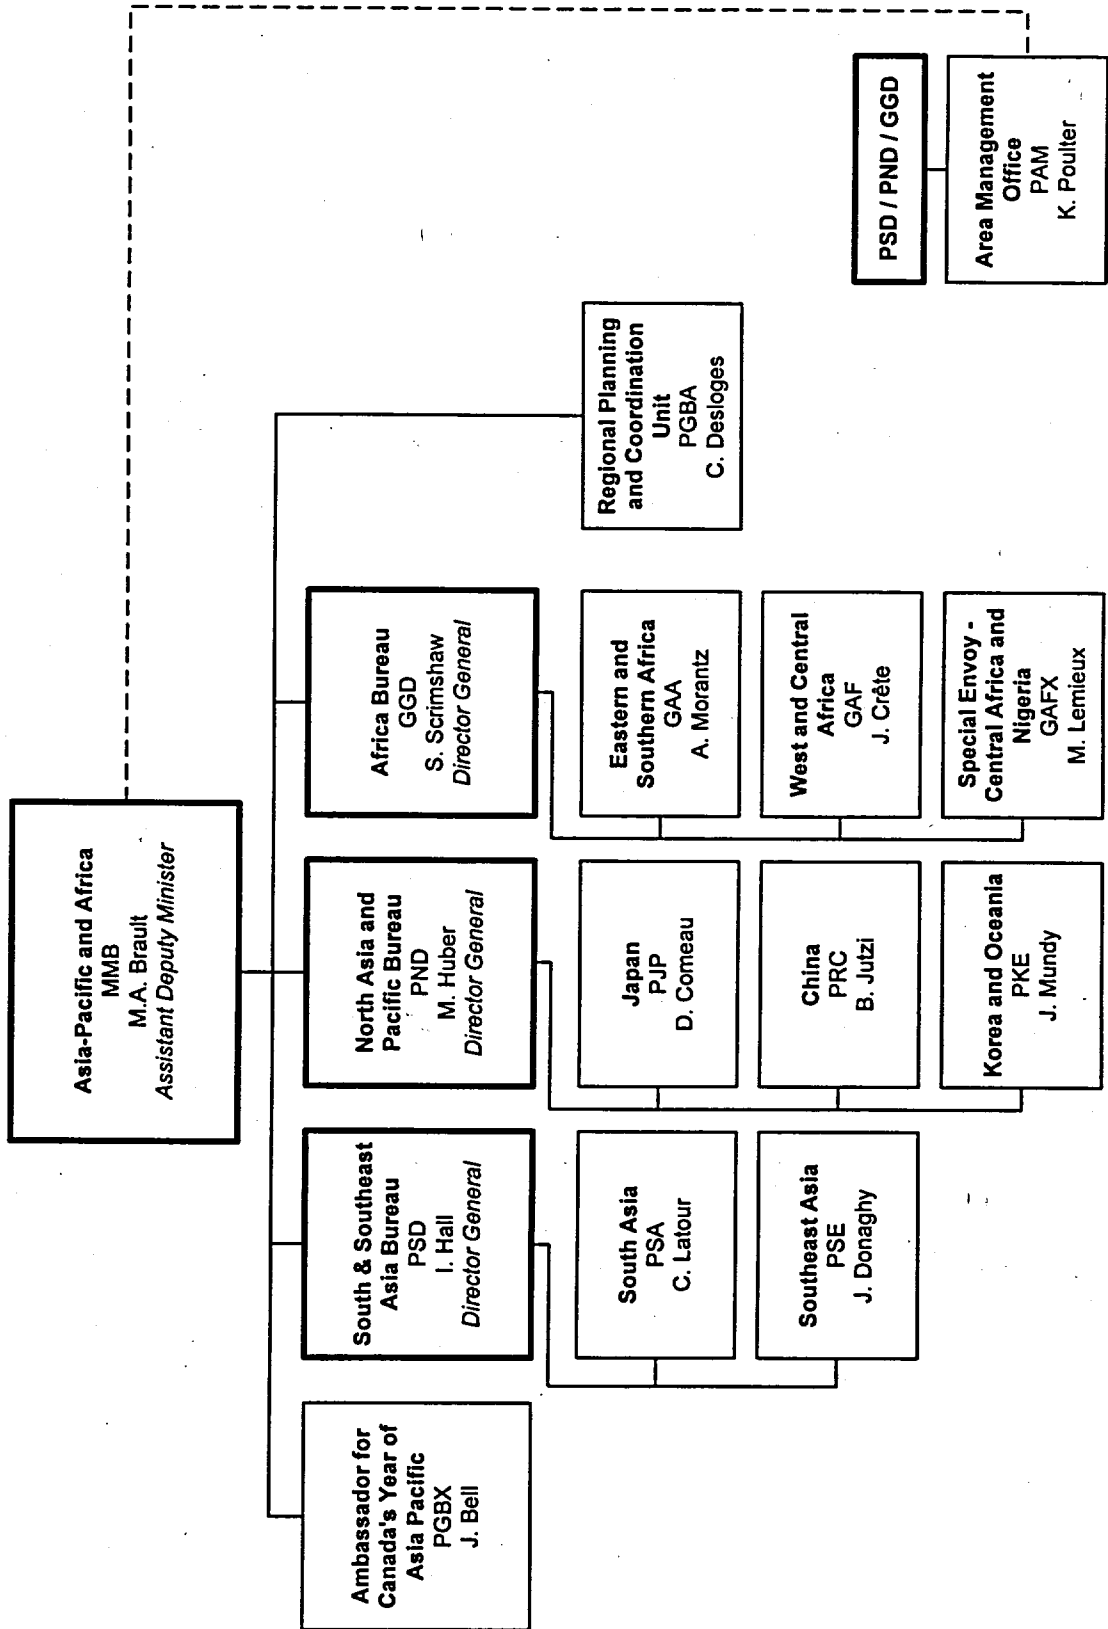 Asia-Pacific and Africa
MMB
M.A. Brault
Assistant Deputy Minister
Ambassador for
Canada's Year of
Asia Pacific
PGBX
J. Bell
South & Southeast
Asia Bureau
PSD
I. Hall
Director General
South Asia
PSA
C. Latour
Southeast Asia
PSE
J. Donaghy
North Asia and
Pacific Bureau
PND
M. Huber
Director General
Japan
PJP
D. Comeau
China
PRC
B. Jutzi
Korea and Oceania
PKE
J. Mundy
Africa Bureau
GGD
S. Scrimshaw
Director General
Eastern and
Southern Africa
GAA
A. Morantz
West and Central
Africa
GAF
J. Crête
Special Envoy -
Central Africa and
Nigeria
GAFX
M. Lemieux
Regional Planning
and Coordination
Unit
PGBA
C. Desloges
PSD / PND / GGD
Area Management
Office
PAM
K. Poulter